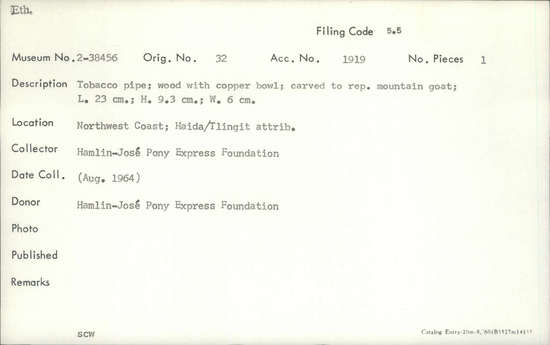 Eth.
Filing Code 5.5
Museum No. 2-38456 Orig. No. 32 Acc. No. 1919 No. Pieces 1
Description Tobacco pipe; wood with copper bowl; carved to rep. mountain goat;
L. 23 cm.; H. 9.3 cm.; W. 6 cm.
Location Northwest Coast; Haida/Tlingit attrib.
Collector Hamlin-José Pony Express Foundation
Date Coll. (Aug. 1964)
Donor Hamlin-José Pony Express Foundation
Photo
Published
Remarks
SCW
Catalog Entry